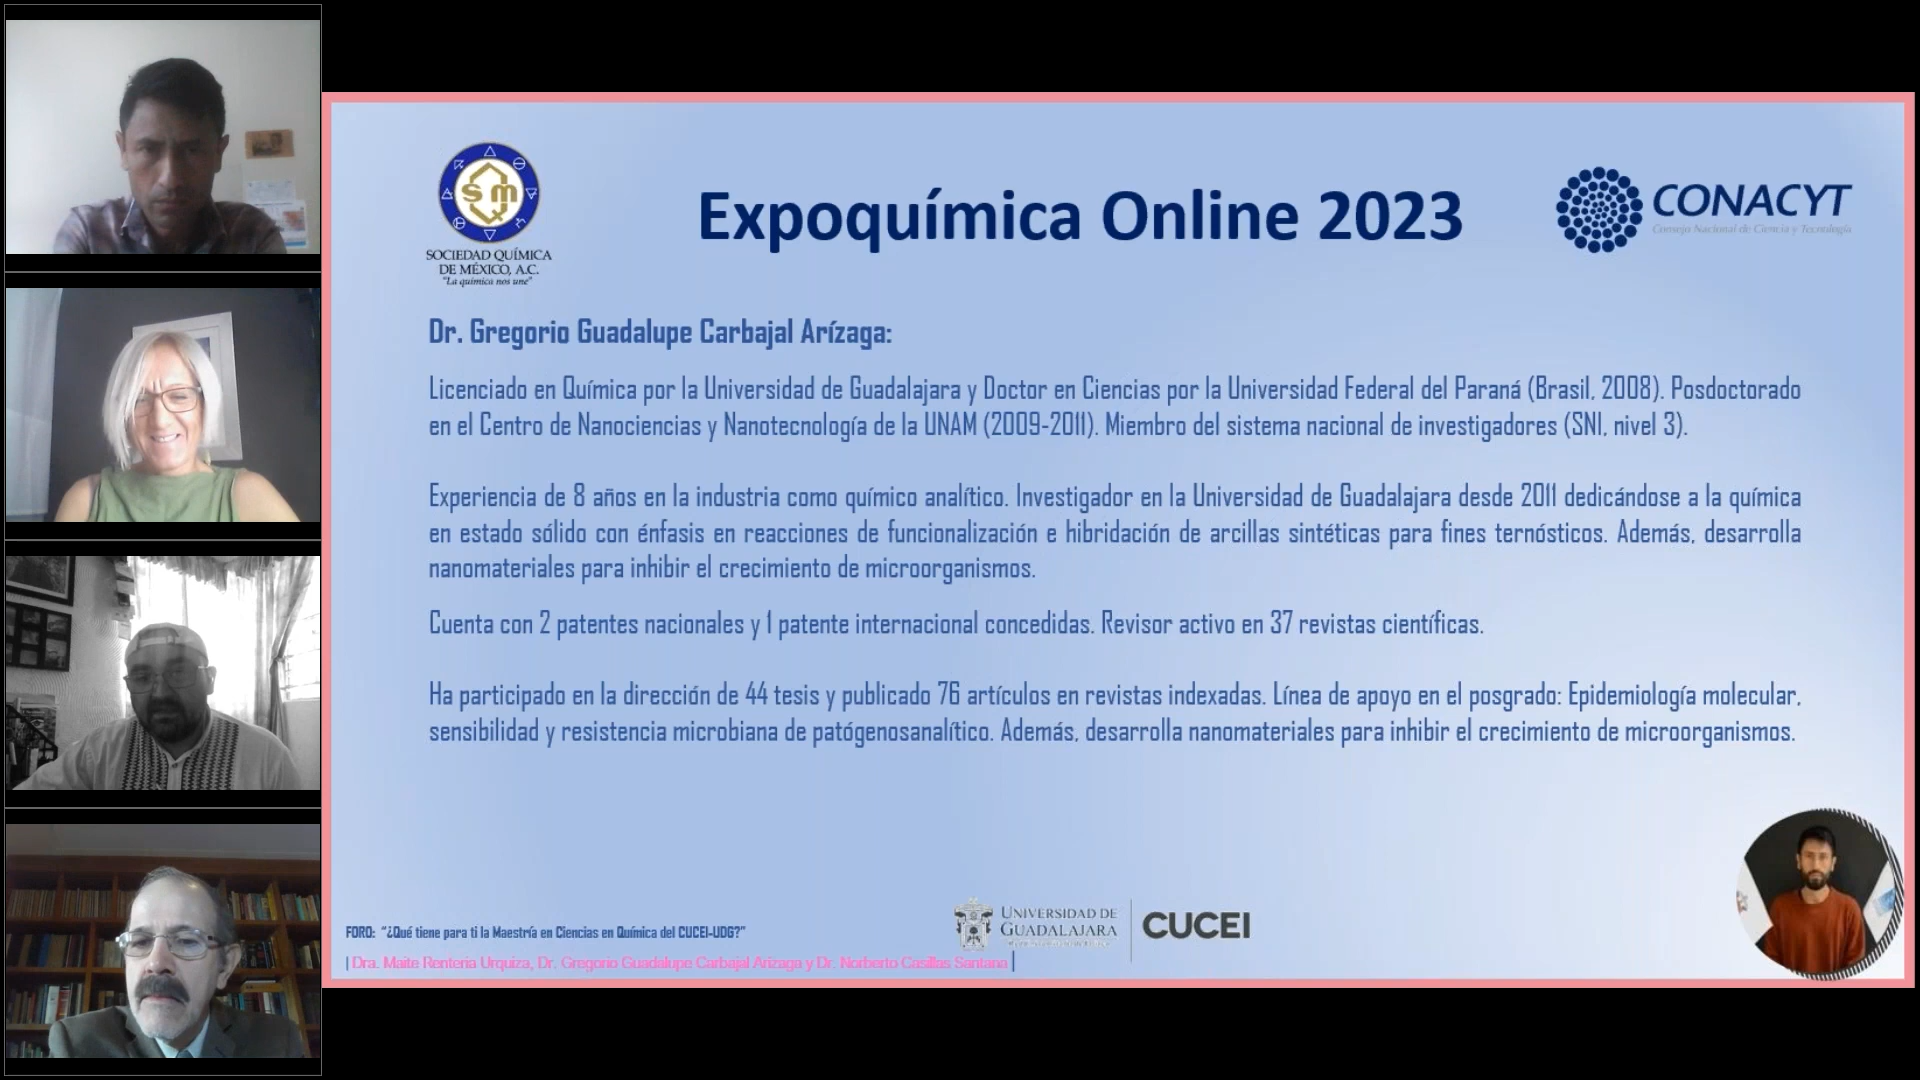 SMQ
SOCIEDAD QUÍMICA
DE MÉXICO, A.C.
"La química nos une"
Expoquímica Online 2023
CONACYT
Consejo Nacional de Ciencia y Tecnología
Dr. Gregorio Guadalupe Carbajal Arízaga:
Licenciado en Química por la Universidad de Guadalajara y Doctor en Ciencias por la Universidad Federal del Paraná (Brasil, 2008). Posdoctorado
en el Centro de Nanociencias y Nanotecnología de la UNAM (2009-2011). Miembro del sistema nacional de investigadores (SNI, nivel 3).
Experiencia de 8 años en la industria como químico analítico. Investigador en la Universidad de Guadalajara desde 2011 dedicándose a la química
en estado sólido con énfasis en reacciones de funcionalización e hibridación de arcillas sintéticas para fines ternósticos. Además, desarrolla
nanomateriales para inhibir el crecimiento de microorganismos.
Cuenta con 2 patentes nacionales y 1 patente internacional concedidas. Revisor activo en 37 revistas científicas.
Ha participado en la dirección de 44 tesis y publicado 76 artículos en revistas indexadas. Línea de apoyo en el posgrado: Epidemiología molecular,
sensibilidad y resistencia microbiana de patógenosanalítico. Además, desarrolla nanomateriales para inhibir el crecimiento de microorganismos.
FORO: "¿Qué tiene para ti la Maestría en Ciencias en Química del CUCEI-UDG?"
| Dra. Maite Renteria Urquiza, Dr. Gregorio Guadalupe Carbajal Arizaga y Dr. Norberto Casillas Santana |
UNIVERSIDAD DE
GUADALAJARA
CUCEI